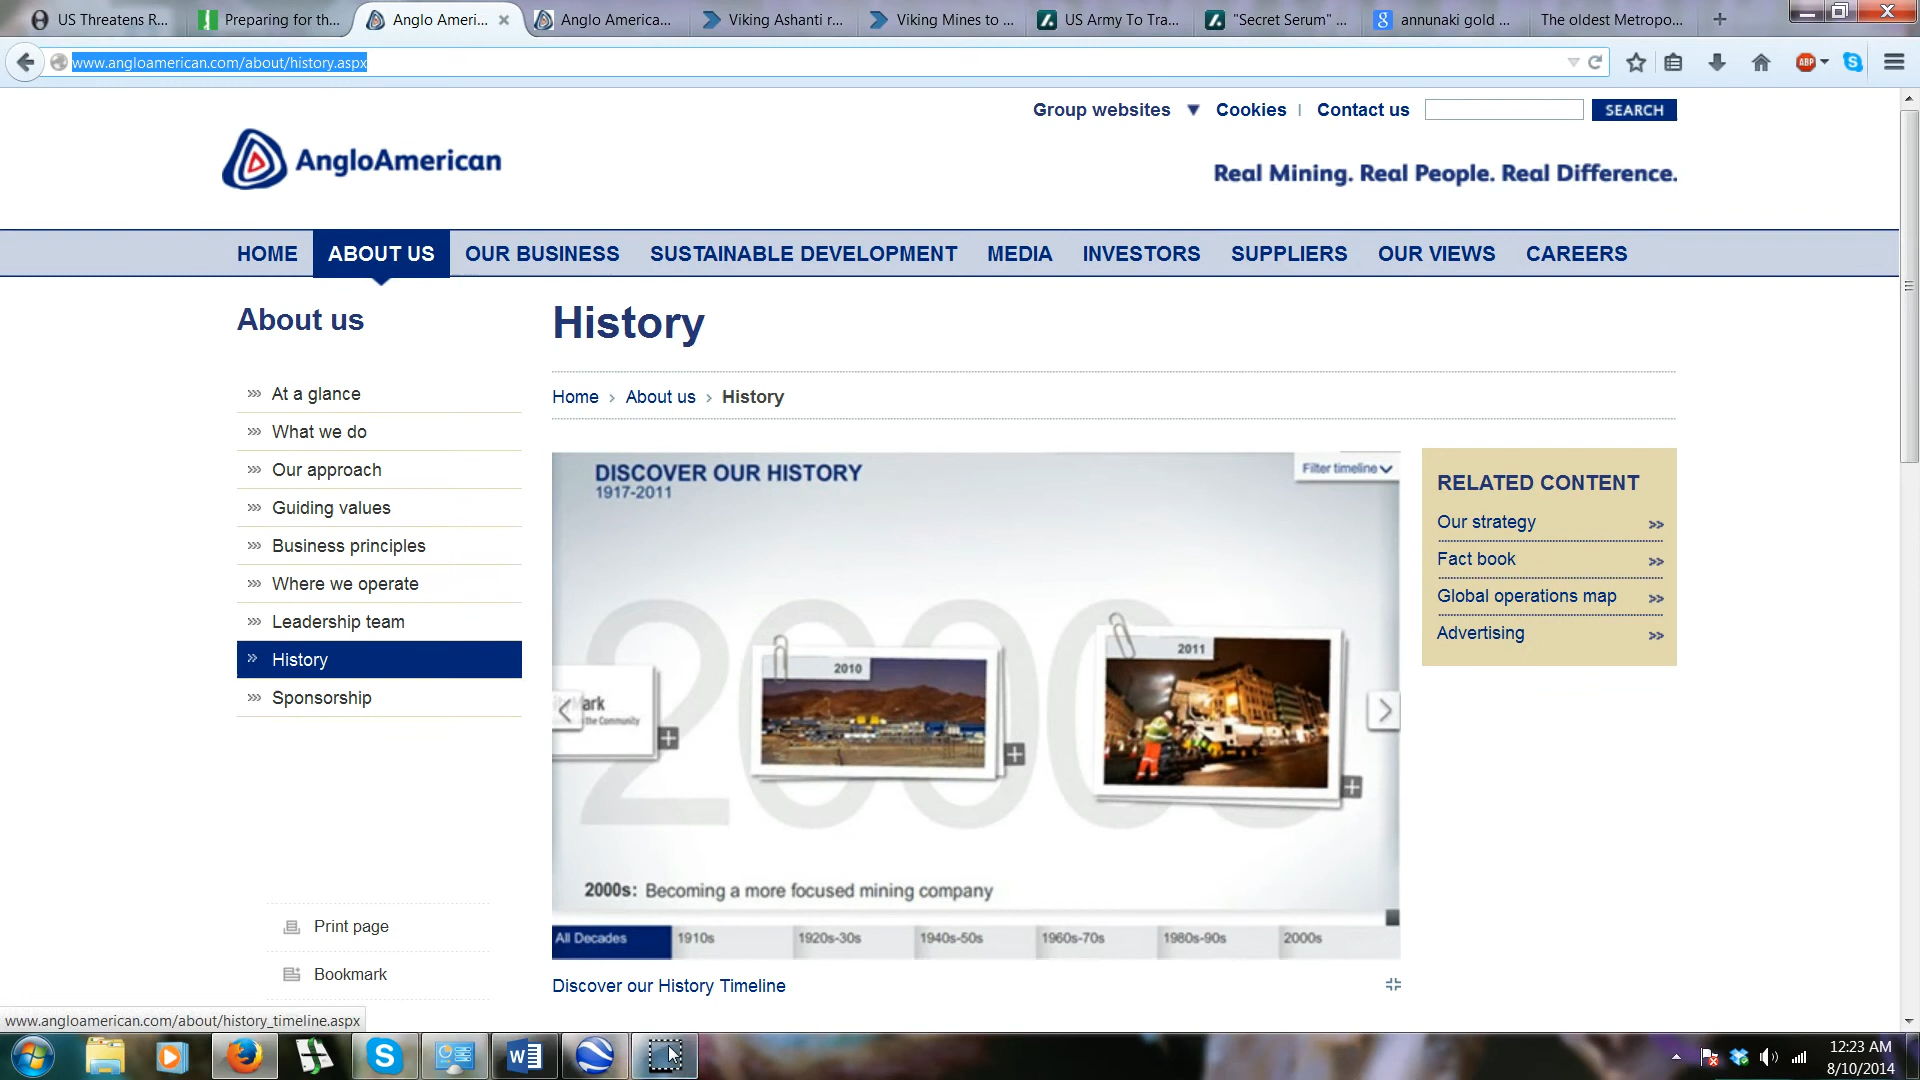 US Threatens R...
Preparing for th...
Anglo Ameri...
Anglo America...
Viking Ashanti r...
Viking Mines to ...
US Army To Tra...
"Secret Serum" ...
annunaki gold ...
The oldest Metropo...
www.angloamerican.com/about/history.aspx
ABP
Group websites
Cookies
Contact us
SEARCH
AngloAmerican
Real Mining. Real People. Real Difference.
HOME
ABOUT US
OUR BUSINESS
SUSTAINABLE DEVELOPMENT
MEDIA
INVESTORS
SUPPLIERS
OUR VIEWS
CAREERS
About us
At a glance
What we do
Our approach
Guiding values
Business principles
Where we operate
Leadership team
History
Sponsorship
Print page
Bookmark
History
Home › About us › History
DISCOVER OUR HISTORY
1917-2011
Filter timeline
2000
the Community
2010
2011
2000s: Becoming a more focused mining company
All Decades
1910s
1920s-30s
1940s-50s
1960s-70s
1980s-90s
2000s
Discover our History Timeline
RELATED CONTENT
Our strategy
Fact book
Global operations map
Advertising
www.angloamerican.com/about/history_timeline.aspx
12:23 AM
8/10/2014